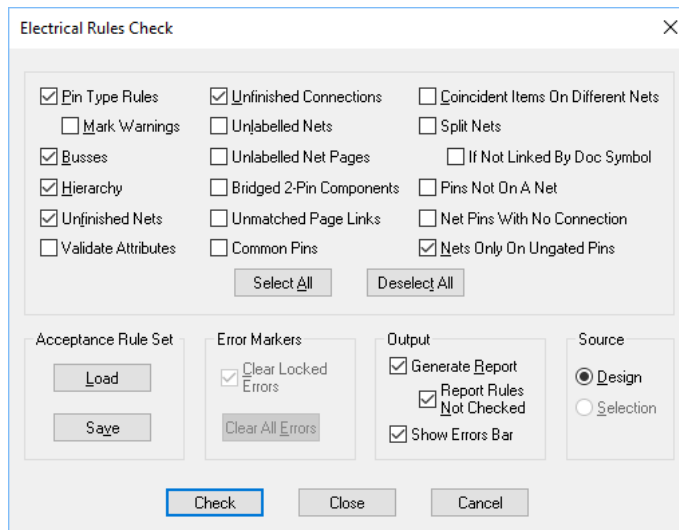 Electrical Rules Check
Pin Type Rules
Mark Warnings
Busses
Hierarchy
Unfinished Nets
Validate Attributes
Unfinished Connections
Unlabelled Nets
Unlabelled Net Pages
Bridged 2-Pin Components
Unmatched Page Links
Common Pins
Coincident Items On Different Nets
Split Nets
If Not Linked By Doc Symbol
Pins Not On A Net
Net Pins With No Connection
Nets Only On Ungated Pins
Select All
Deselect All
Acceptance Rule Set
Load
Save
Error Markers
Clear Locked
Errors
Clear All Errors
Output
Generate Report
Report Rules
Not Checked
Show Errors Bar
Source
Design
Selection
Check
Close
Cancel